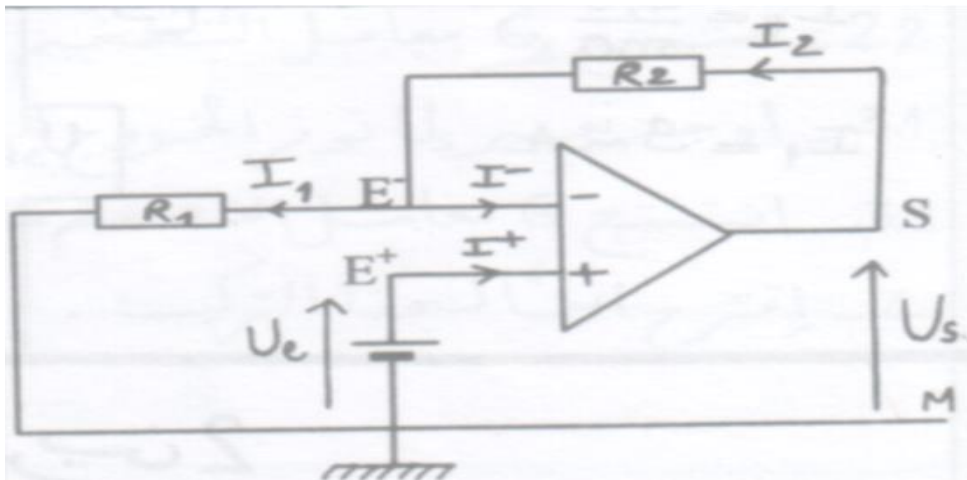 I2
R2
I1
E-
I-
R1
S
I+
E+
-
+
Ue
Us
M